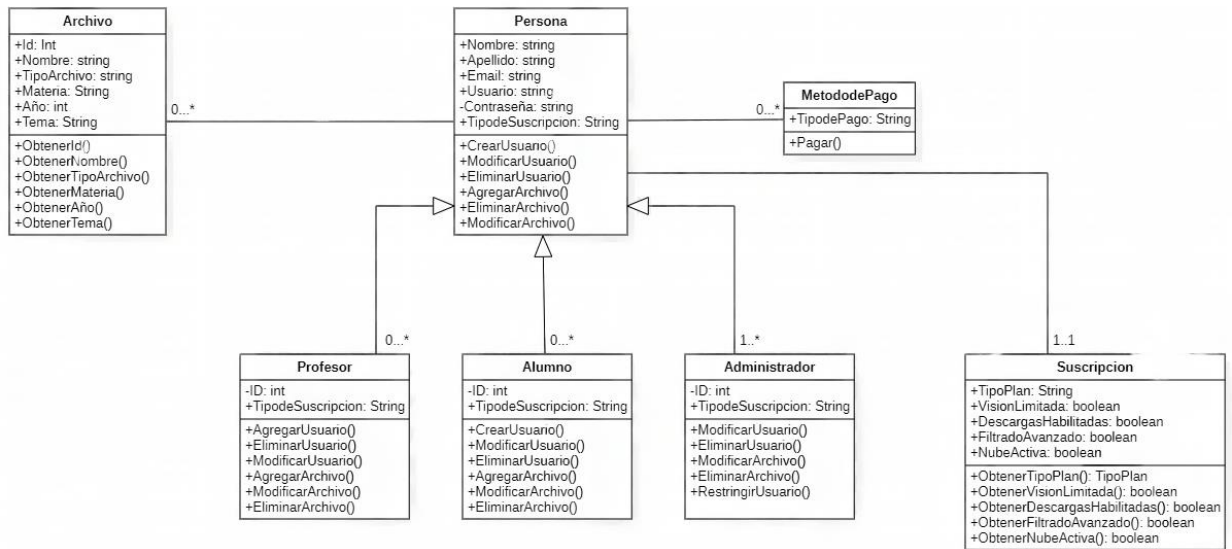 Archivo
+Id: Int
+Nombre: string
+TipoArchivo: string
+Materia: String
+Año: int
+Tema: String
+ObtenerId()
+ObtenerNombre()
+ObtenerTipoArchivo()
+ObtenerMateria()
+ObtenerAño()
+ObtenerTema()
0...*
Persona
+Nombre: string
+Apellido: string
+Email: string
+Usuario: string
-Contraseña: string
+TipodeSuscripcion: String
+CrearUsuario()
+ModificarUsuario()
+EliminarUsuario()
+AgregarArchivo()
+EliminarArchivo()
+ModificarArchivo()
0...*
MetododePago
+TipodePago: String
+Pagar()
0...*
Profesor
-ID: int
+TipodeSuscripcion: String
+AgregarUsuario()
+EliminarUsuario()
+ModificarUsuario()
+AgregarArchivo()
+ModificarArchivo()
+EliminarArchivo()
0...*
Alumno
-ID: int
+TipodeSuscripcion: String
+CrearUsuario()
+ModificarUsuario()
+EliminarUsuario()
+AgregarArchivo()
+ModificarArchivo()
+EliminarArchivo()
1..*
Administrador
-ID: int
+TipodeSuscripcion: String
+ModificarUsuario()
+EliminarUsuario()
+ModificarArchivo()
+EliminarArchivo()
+RestringirUsuario()
1..1
Suscripcion
+TipoPlan: String
+VisionLimitada: boolean
+DescargasHabilitadas: boolean
+FiltradoAvanzado: boolean
+NubeActiva: boolean
+ObtenerTipoPlan(): TipoPlan
+ObtenerVisionLimitada(): boolean
+ObtenerDescargasHabilitadas(): boolean
+ObtenerFiltradoAvanzado(): boolean
+ObtenerNubeActiva(): boolean